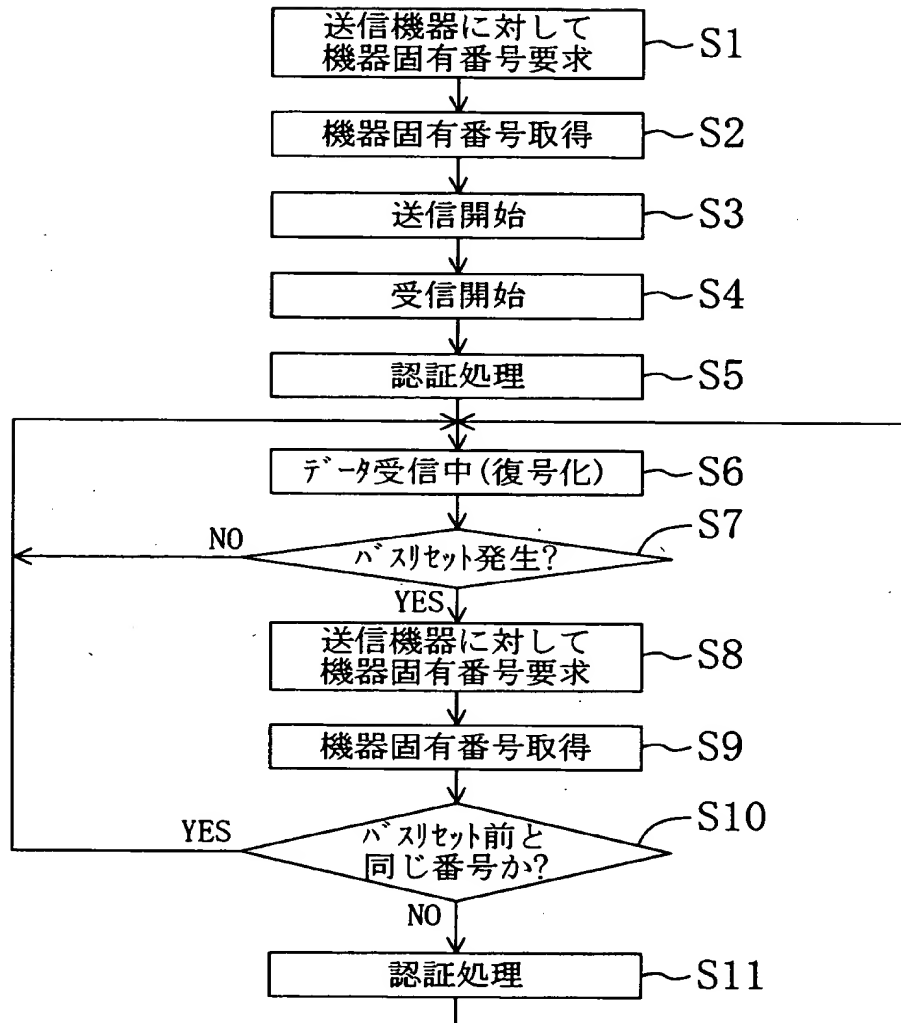 送信機器に対して
機器固有番号要求
S1
機器固有番号取得
S2
送信開始
S3
受信開始
S4
認証処理
S5
ﾃﾞｰﾀ受信中(復号化)
S6
S7
NO
ﾊﾞｽﾘｾｯﾄ発生?
YES
送信機器に対して
機器固有番号要求
S8
機器固有番号取得
S9
S10
YES
ﾊﾞｽﾘｾｯﾄ前と
同じ番号か?
NO
認証処理
S11